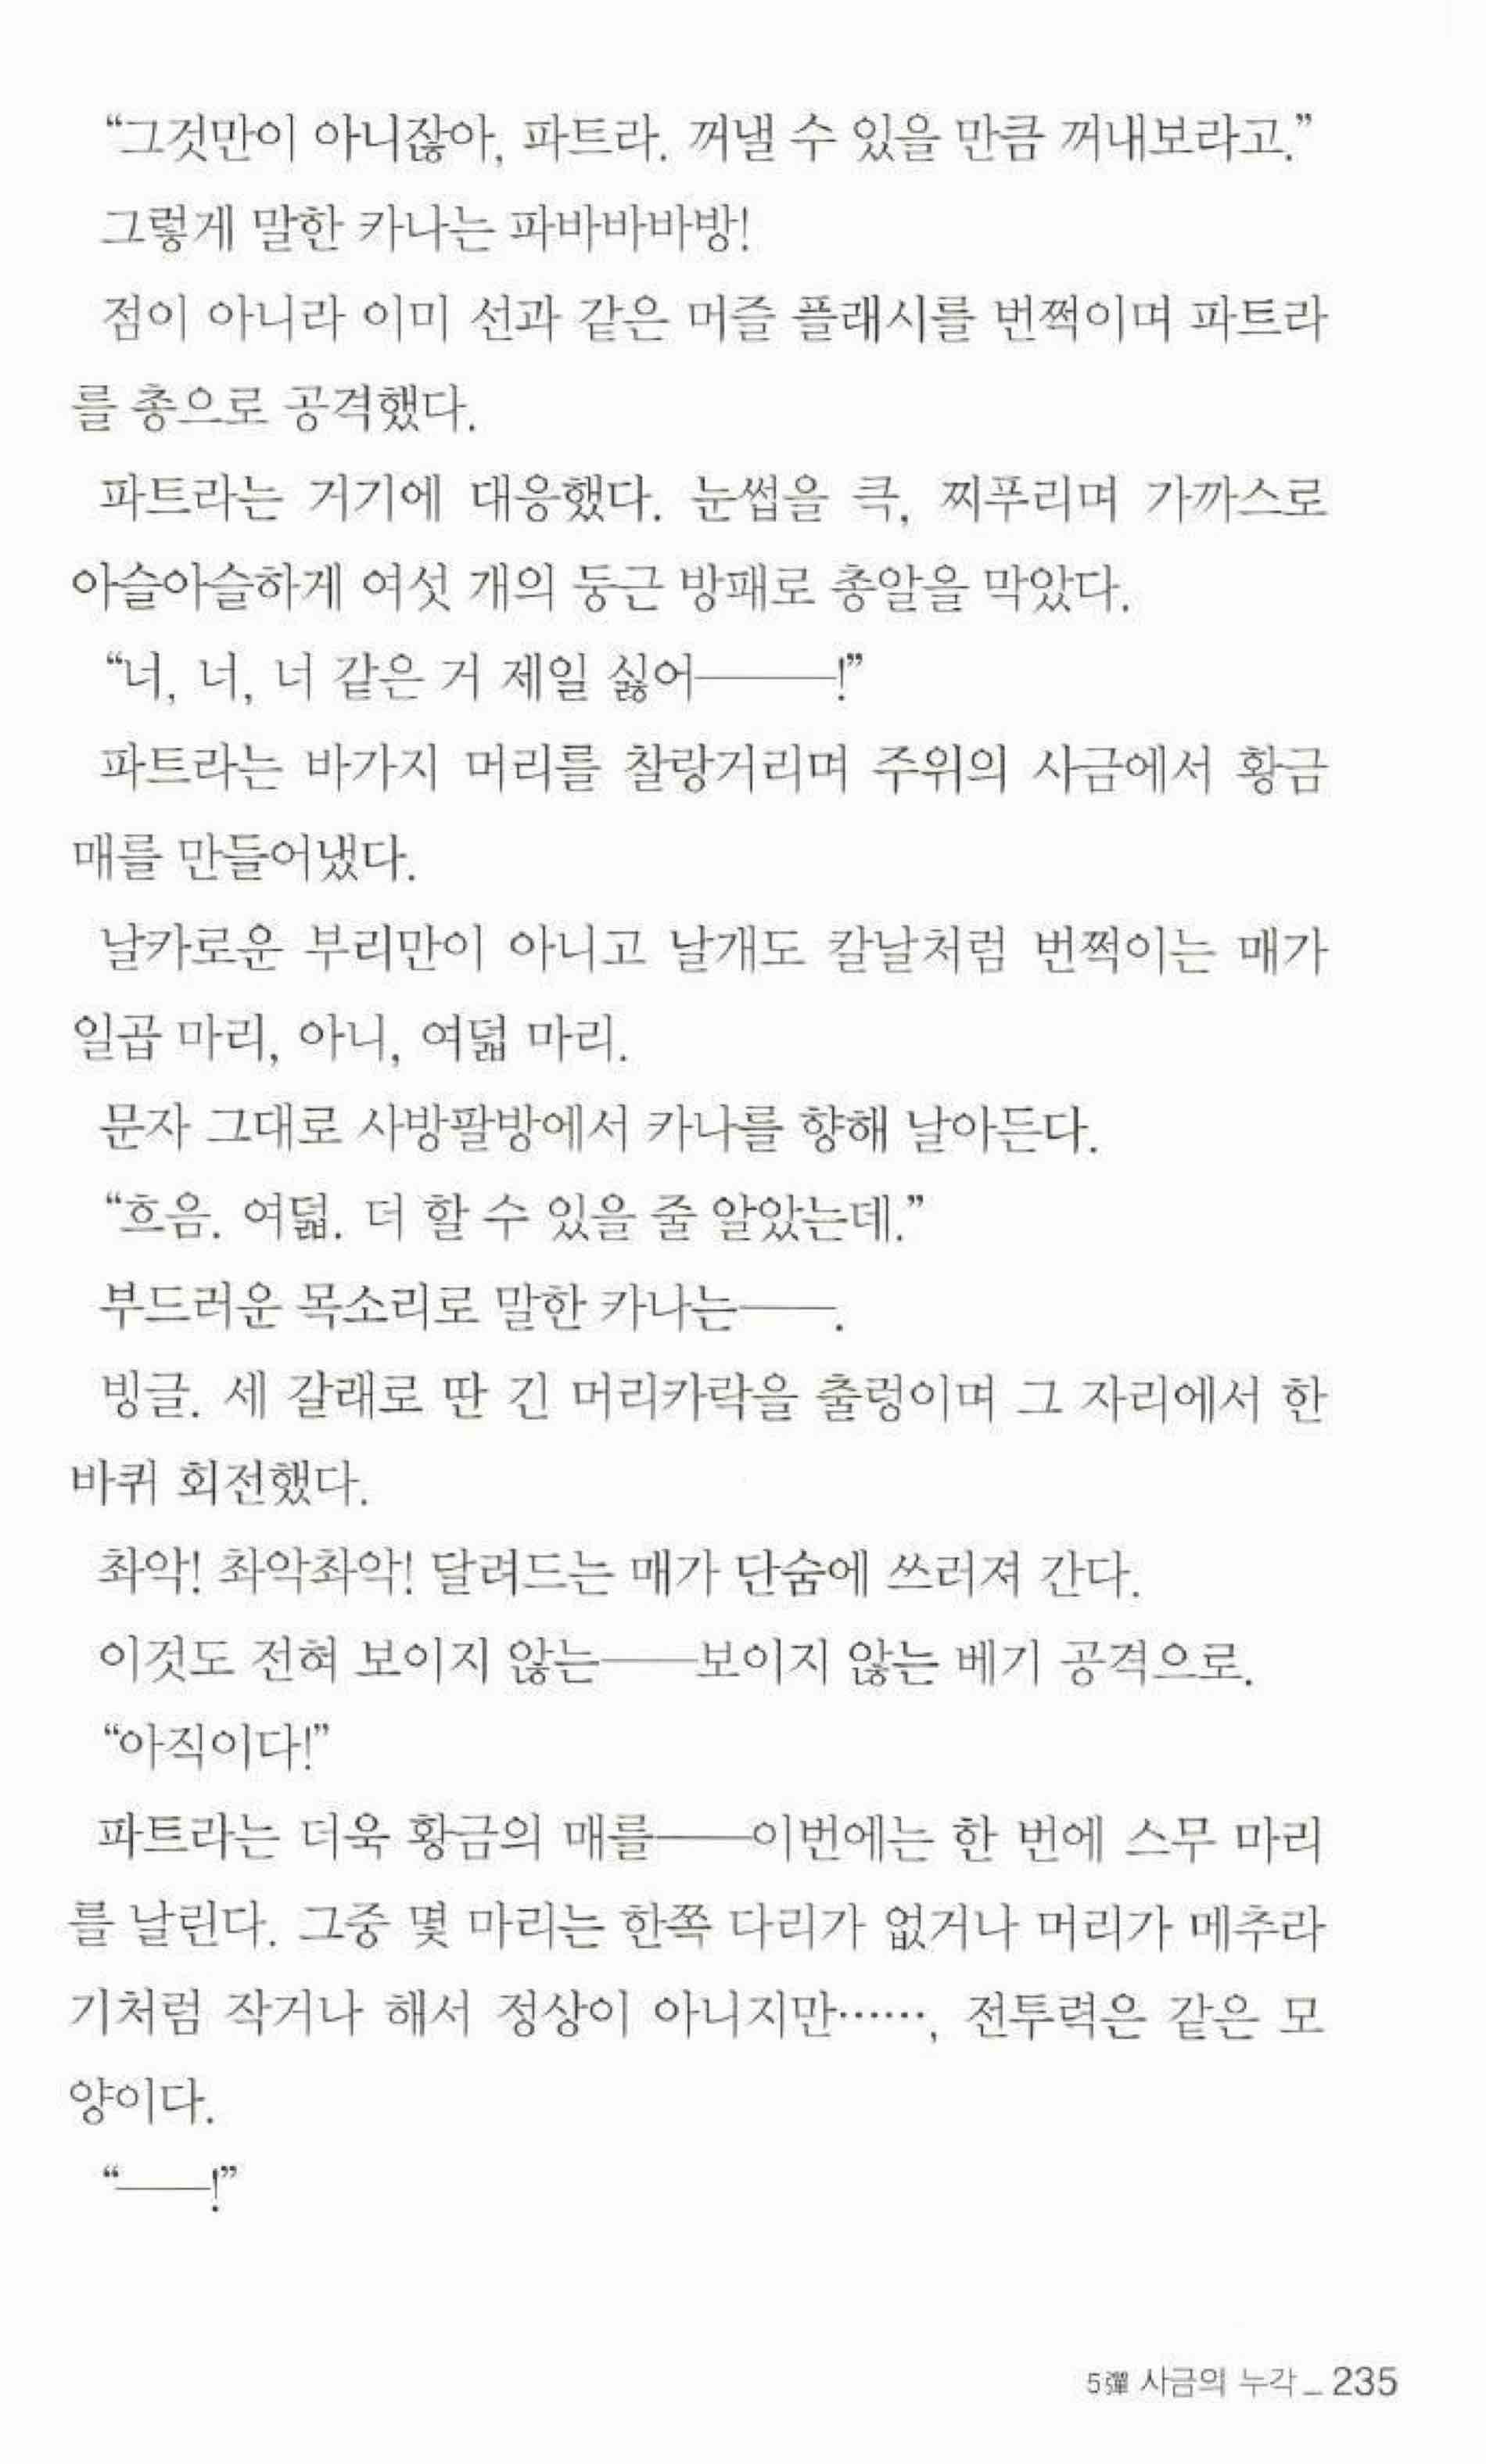 “그것만이 아니잖아, 파트라. 꺼낼 수 있을 만큼 꺼내보라고.”
그렇게 말한 카나는 파바바바방!
점이 아니라 이미 선과 같은 머즐 플래시를 번쩍이며 파트라
를 총으로 공격했다.
파트라는 거기에 대응했다. 눈썹을 큭, 찌푸리며 가까스로
아슬아슬하게 여섯 개의 둥근 방패로 총알을 막았다.
“너, 너, 너 같은 거 제일 싫어―――!”
파트라는 바가지 머리를 찰랑거리며 주위의 사금에서 황금
매를 만들어냈다.
날카로운 부리만이 아니고 날개도 칼날처럼 번쩍이는 매가
일곱 마리, 아니, 여덟 마리.
문자 그대로 사방팔방에서 카나를 향해 날아든다.
“흐음. 여덟. 더 할 수 있을 줄 알았는데.”
부드러운 목소리로 말한 카나는――.
빙글. 세 갈래로 딴 긴 머리카락을 출렁이며 그 자리에서 한
바퀴 회전했다.
촤악! 촤악촤악! 달려드는 매가 단숨에 쓰러져 간다.
이것도 전혀 보이지 않는――보이지 않는 베기 공격으로.
“아직이다!”
파트라는 더욱 황금의 매를――이번에는 한 번에 스무 마리
를 날린다. 그중 몇 마리는 한쪽 다리가 없거나 머리가 메추라
기처럼 작거나 해서 정상이 아니지만……, 전투력은 같은 모
양이다.
“――!”
5彈 사금의 누각 _ 235